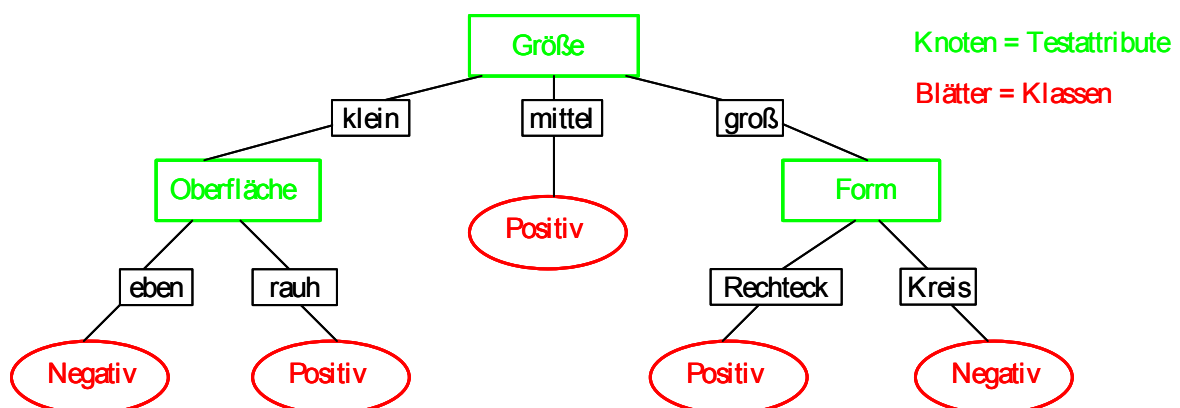 Größe
Knoten = Testattribute
Blätter = Klassen
klein
mittel
groß
Oberfläche
Positiv
Form
eben
rauh
Rechteck
Kreis
Negativ
Positiv
Positiv
Negativ